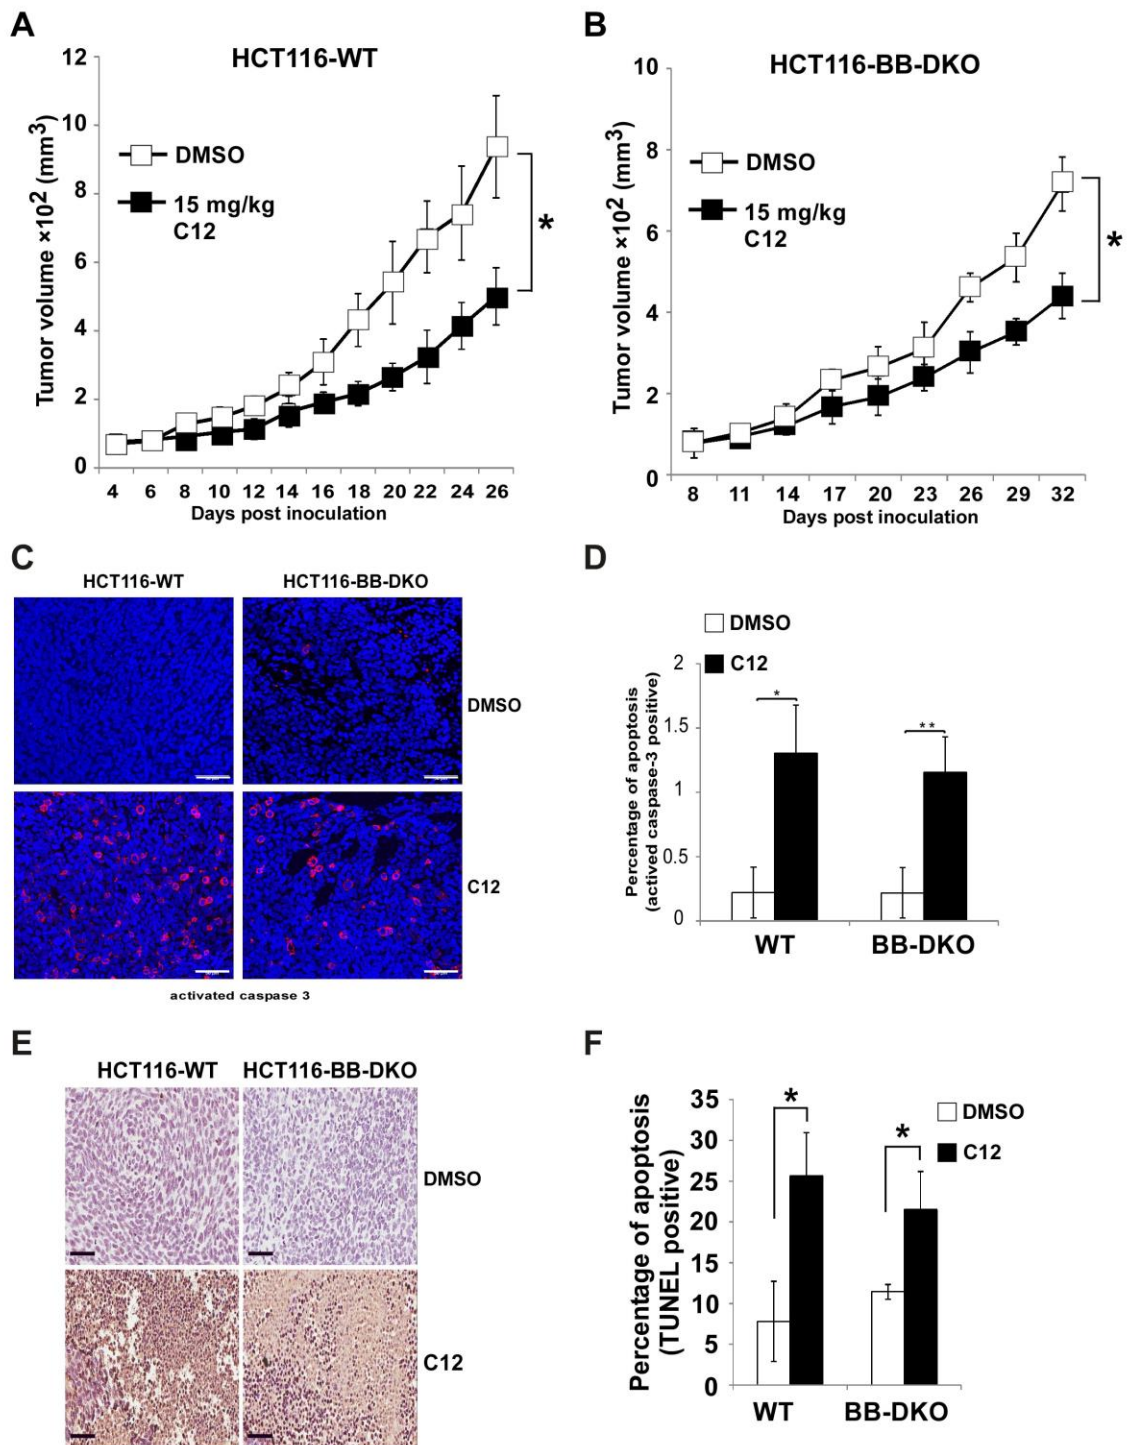 A
HCT116-WT
Tumor volume ×10² (mm³)
12
10
8
6
4
2
0
DMSO
15 mg/kg
C12
*
4 6 8 10 12 14 16 18 20 22 24 26
Days post inoculation
B
HCT116-BB-DKO
Tumor volume ×10² (mm³)
10
8
6
4
2
0
DMSO
15 mg/kg
C12
*
8 11 14 17 20 23 26 29 32
Days post inoculation
C
HCT116-WT HCT116-BB-DKO
DMSO
C12
activated caspase 3
D
DMSO
C12
Percentage of apoptosis
(actived caspase-3 positive)
2
1.5
1
0.5
0
*
**
WT BB-DKO
E
HCT116-WT HCT116-BB-DKO
DMSO
C12
F
Percentage of apoptosis
(TUNEL positive)
35
30
25
20
15
10
5
0
*
*
DMSO
C12
WT BB-DKO